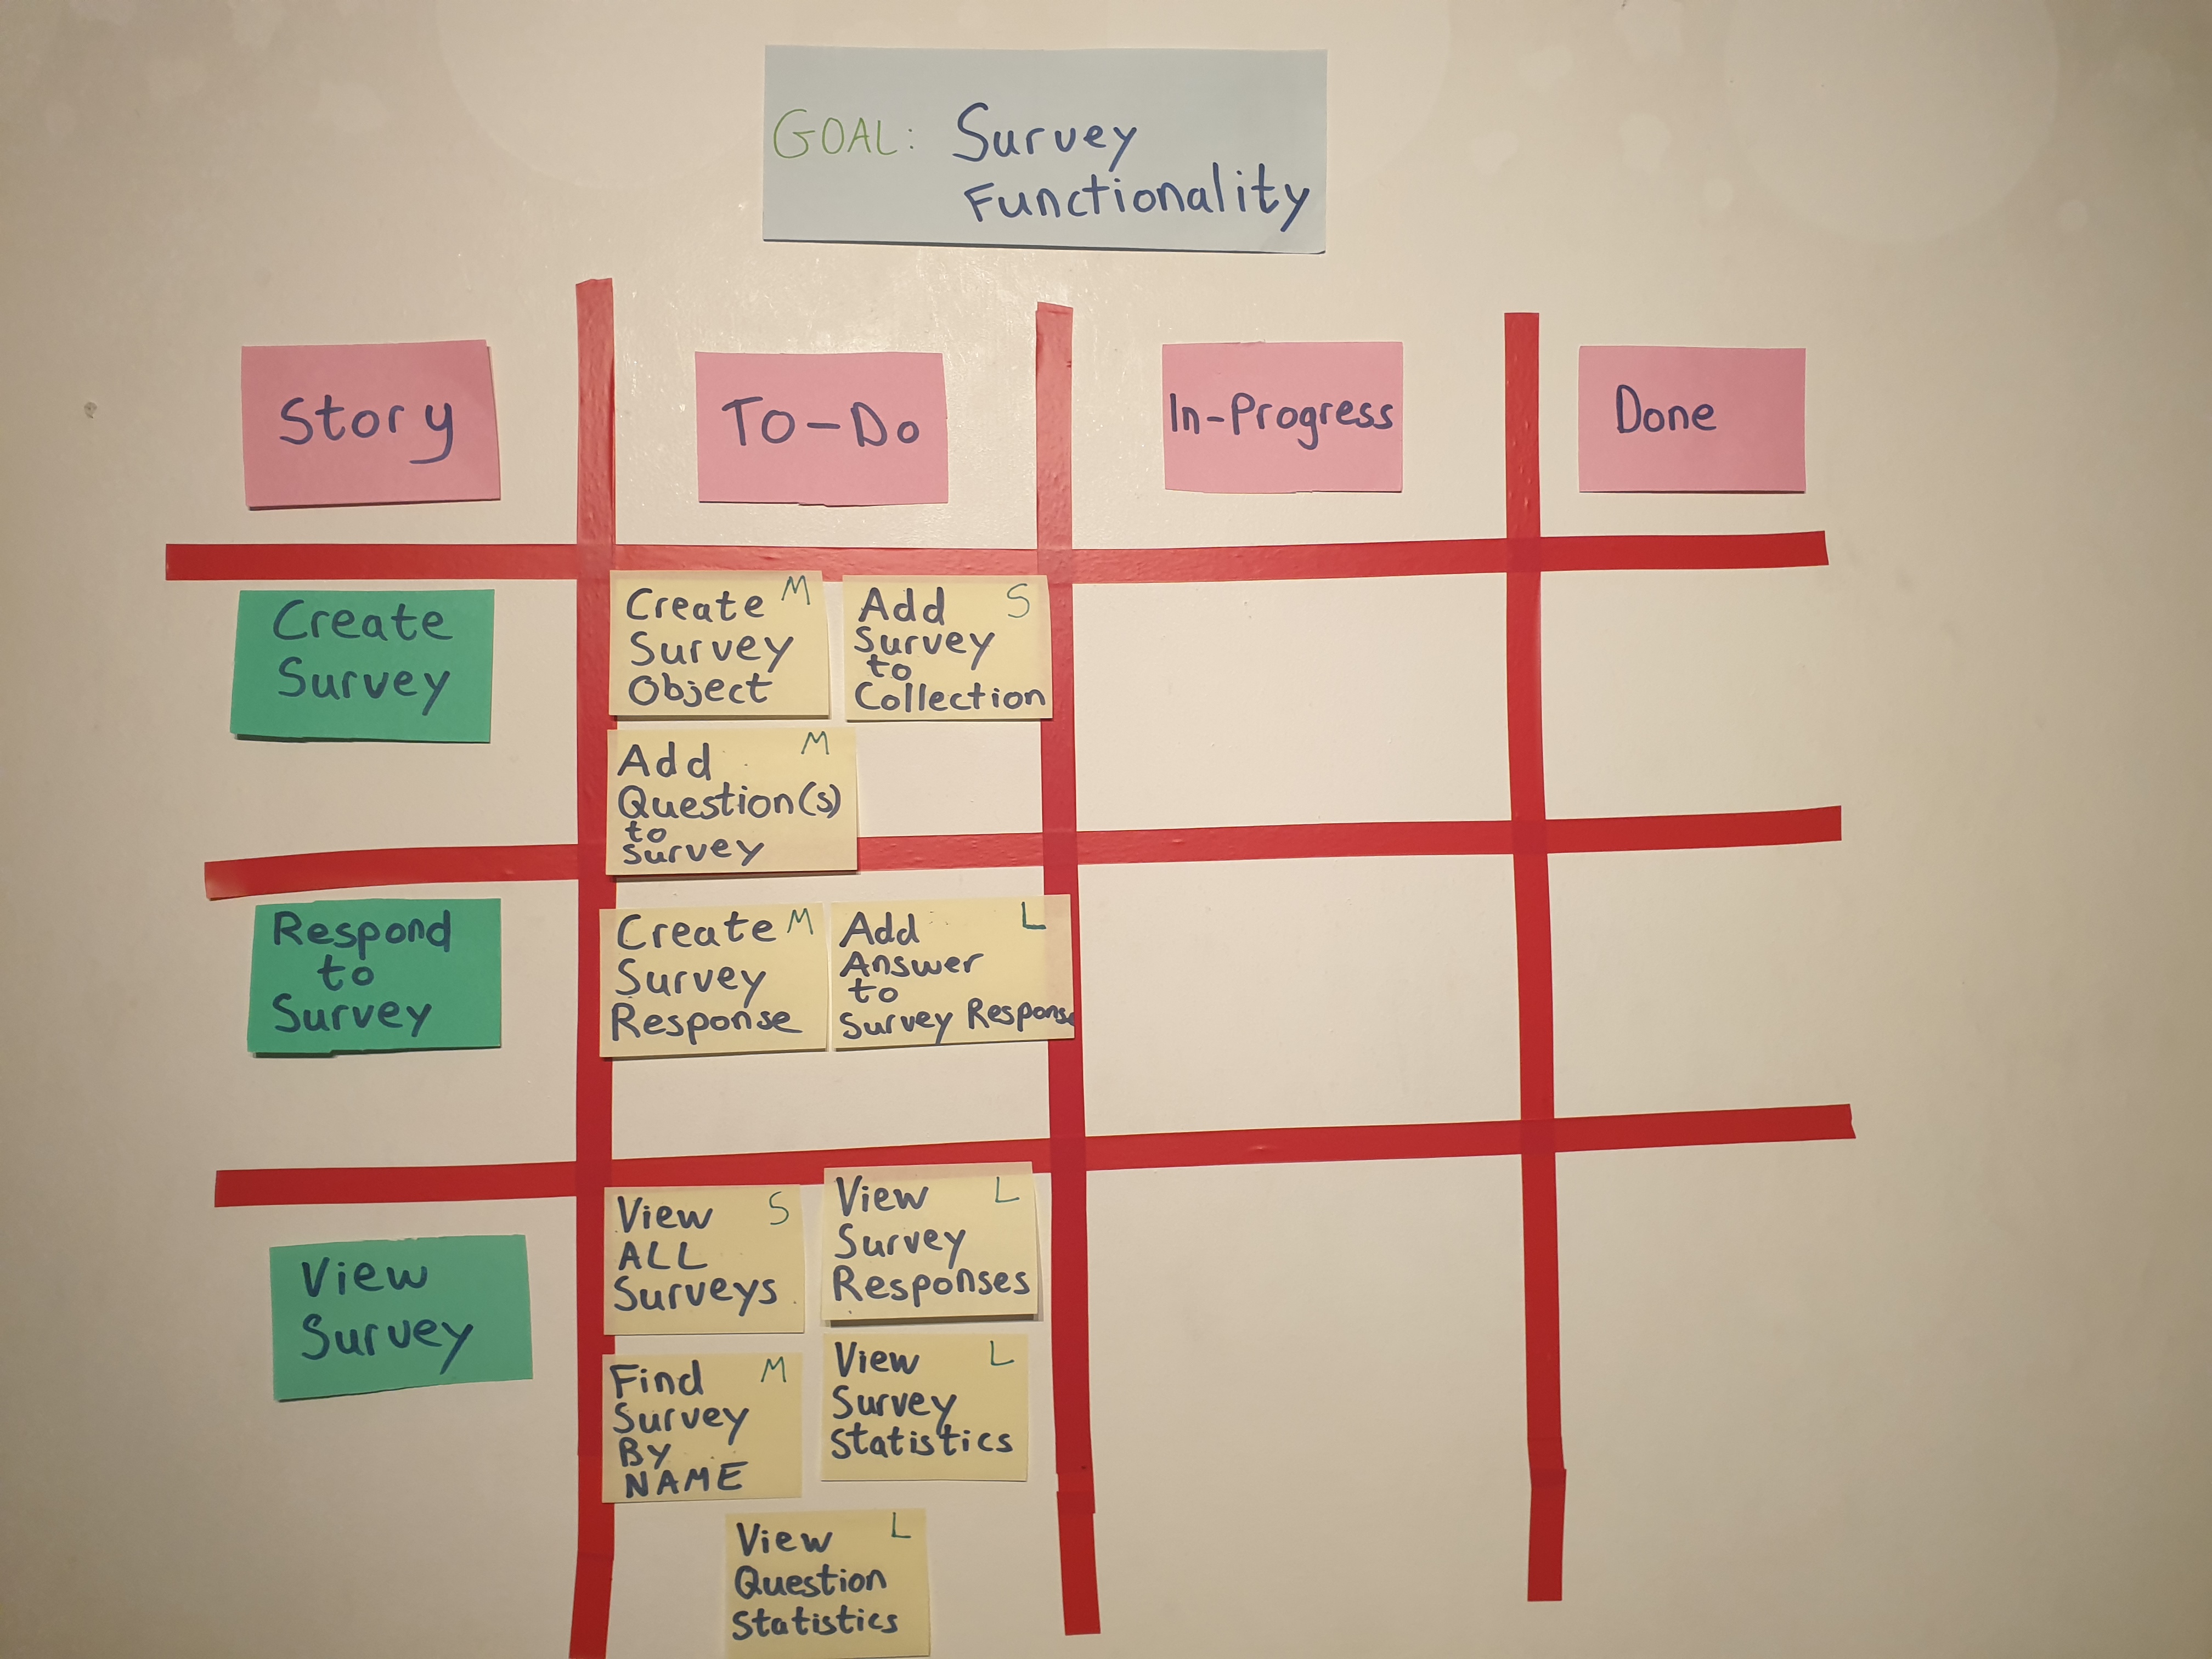 GOAL: Survey
Functionality
Story
To-Do
In-Progress
Done
Create
Survey
Create M
Survey
Object
Add S
Survey
to
Collection
Add M
Question(s)
to
Survey
Respond
to
Survey
Create M
Survey
Response
Add L
Answer
to
Survey Response
View
Survey
View S
ALL
Surveys
View L
Survey
Responses
Find M
Survey
By
NAME
View L
Survey
Statistics
View L
Question
Statistics